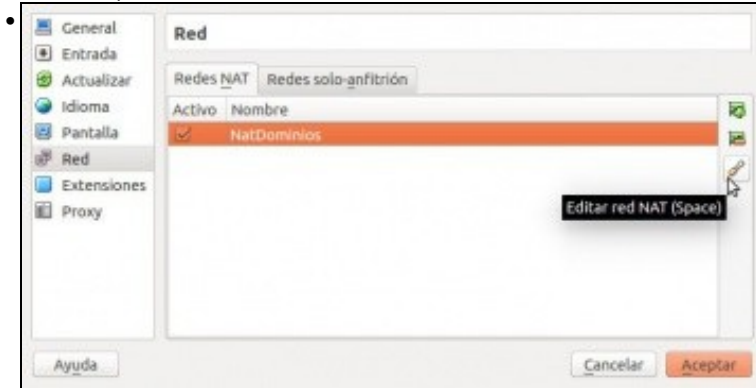 General
Entrada
Actualizar
Idioma
Pantalla
Red
Extensiones
Proxy
Red
Redes NAT Redes solo-anfitrión
Activo Nombre
NatDominios
Editar red NAT (Space)
Ayuda Cancelar Aceptar